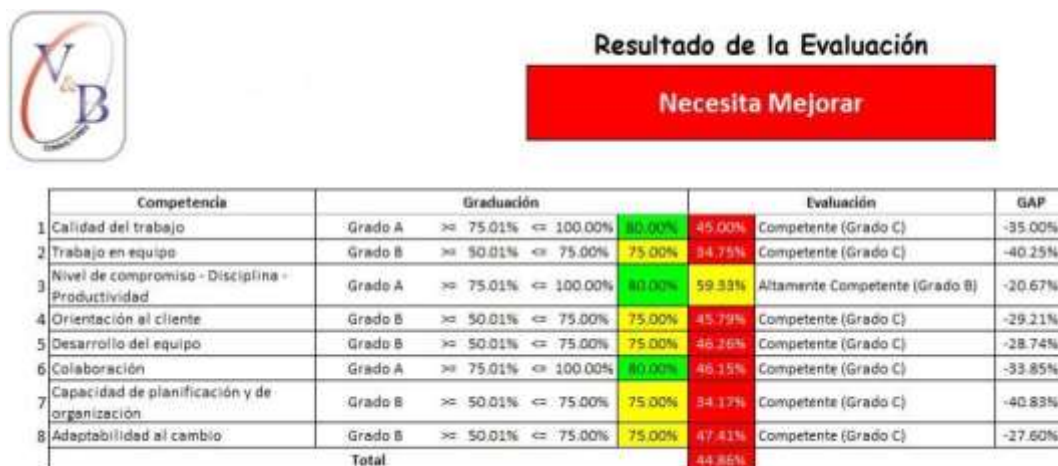 V&B
CONSULTORES
Resultado de la Evaluación
Necesita Mejorar
Competencia Graduación Evaluación GAP
1 Calidad del trabajo Grado A >= 75.01% <= 100.00% 80.00% 45.00% Competente (Grado C) -35.00%
2 Trabajo en equipo Grado B >= 50.01% <= 75.00% 75.00% 34.75% Competente (Grado C) -40.25%
3 Nivel de compromiso - Disciplina -
Productividad Grado A >= 75.01% <= 100.00% 80.00% 59.33% Altamente Competente (Grado B) -20.67%
4 Orientación al cliente Grado B >= 50.01% <= 75.00% 75.00% 45.79% Competente (Grado C) -29.21%
5 Desarrollo del equipo Grado B >= 50.01% <= 75.00% 75.00% 46.26% Competente (Grado C) -28.74%
6 Colaboración Grado A >= 75.01% <= 100.00% 80.00% 46.15% Competente (Grado C) -33.85%
7 Capacidad de planificación y de
organización Grado B >= 50.01% <= 75.00% 75.00% 34.17% Competente (Grado C) -40.83%
8 Adaptabilidad al cambio Grado B >= 50.01% <= 75.00% 75.00% 47.41% Competente (Grado C) -27.60%
Total 44.86%